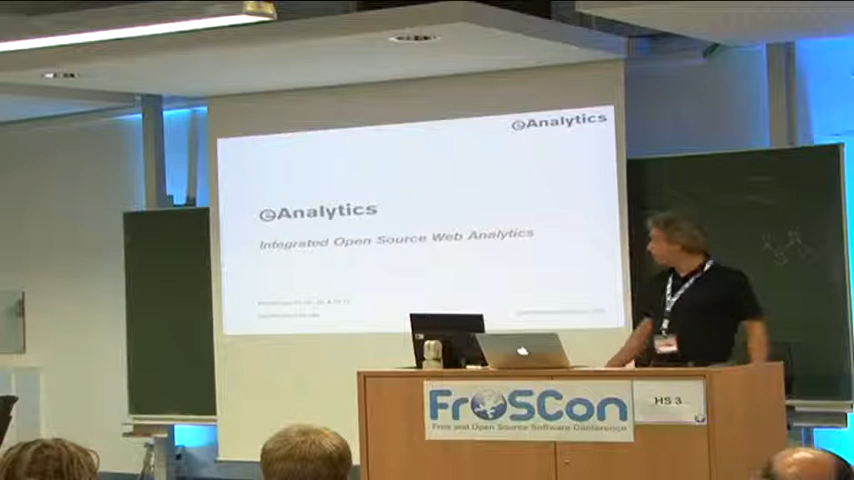 Analytics
Analytics
Integrated Open Source Web Analytics
FrOSCon
Free and Open Source Software Conference
HS 3